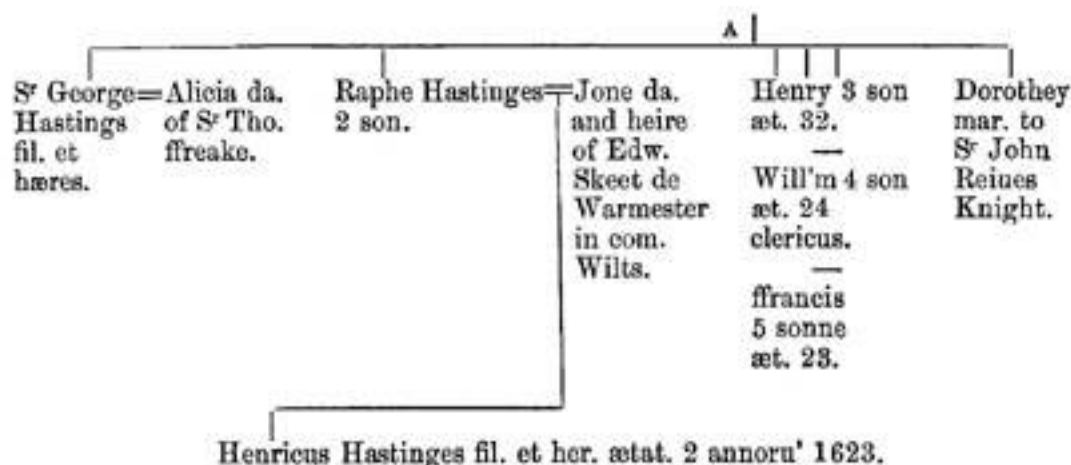 A
Sr George=Alicia da.
Hastings of Sr Tho.
fil. et ffreake.
hæres.
Raphe Hastinges=Jone da.
2 son. and heire
of Edw.
Skeet de
Warmester
in com.
Wilts.
Henry 3 son
æt. 32.
—
Will'm 4 son
æt. 24
clericus.
—
ffrancis
5 sonne
æt. 23.
Dorothey
mar. to
Sr John
Reines
Knight.
Henricus Hastinges fil. et her. ætat. 2 annoru' 1623.